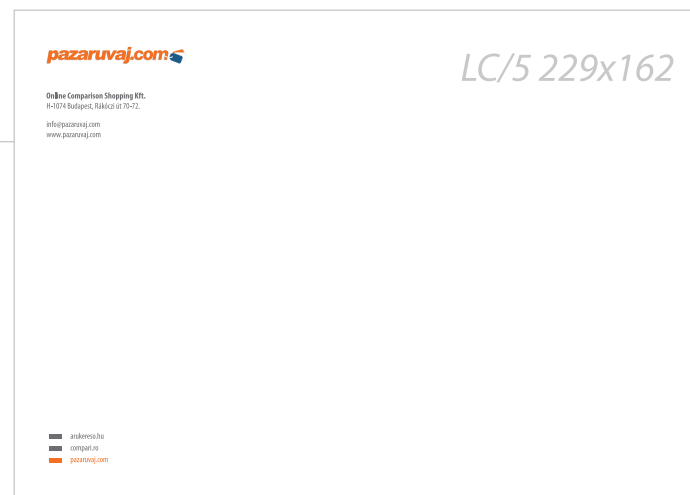 pazaruvaj.com
LC/5 229x162
Online Comparison Shopping Kft.
H-1074 Budapest, Rákóczi út 70-72.
info@pazaruvaj.com
www.pazaruvaj.com
arukereso.hu
compari.ro
pazaruvaj.com